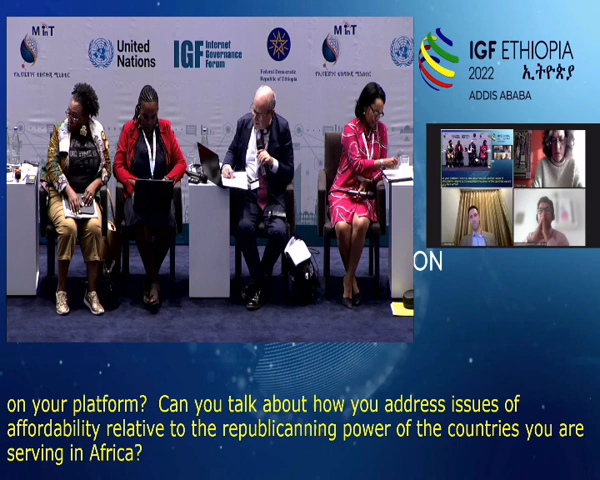 MInT
United
Nations
IGF Internet
Governance
Forum
Federal Democratic
Republic of Ethiopia
MInT
IGF ETHIOPIA
2022 ኢትዮጵያ
ADDIS ABABA
ON
on your platform?  Can you talk about how you address issues of
affordability relative to the republicanning power of the countries you are
serving in Africa?